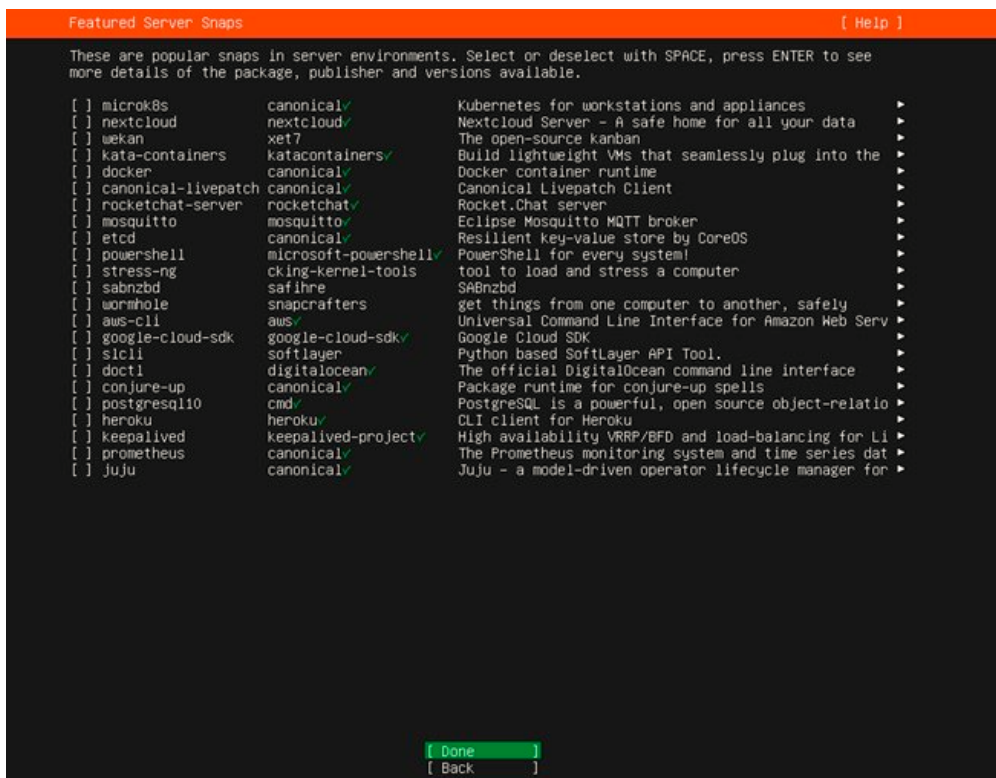 Featured Server Snaps [ Help ]
These are popular snaps in server environments. Select or deselect with SPACE, press ENTER to see
more details of the package, publisher and versions available.
[ ] microk8s canonical✓ Kubernetes for workstations and appliances ▸
[ ] nextcloud nextcloud✓ Nextcloud Server - A safe home for all your data ▸
[ ] wekan xet7 The open-source kanban ▸
[ ] kata-containers katacontainers✓ Build lightweight VMs that seamlessly plug into the ▸
[ ] docker canonical✓ Docker container runtime ▸
[ ] canonical-livepatch canonical✓ Canonical Livepatch Client ▸
[ ] rocketchat-server rocketchat✓ Rocket.Chat server ▸
[ ] mosquitto mosquitto✓ Eclipse Mosquitto MQTT broker ▸
[ ] etcd canonical✓ Resilient key-value store by CoreOS ▸
[ ] powershell microsoft-powershell✓ PowerShell for every system! ▸
[ ] stress-ng cking-kernel-tools tool to load and stress a computer ▸
[ ] sabnzbd safihre SABnzbd ▸
[ ] wormhole snapcrafters get things from one computer to another, safely ▸
[ ] aws-cli aws✓ Universal Command Line Interface for Amazon Web Serv ▸
[ ] google-cloud-sdk google-cloud-sdk✓ Google Cloud SDK ▸
[ ] slcli softlayer Python based SoftLayer API Tool. ▸
[ ] doctl digitalocean✓ The official DigitalOcean command line interface ▸
[ ] conjure-up canonical✓ Package runtime for conjure-up spells ▸
[ ] postgresql10 cmd✓ PostgreSQL is a powerful, open source object-relatio ▸
[ ] heroku heroku✓ CLI client for Heroku ▸
[ ] keepalived keepalived-project✓ High availability VRRP/BFD and load-balancing for Li ▸
[ ] prometheus canonical✓ The Prometheus monitoring system and time series dat ▸
[ ] juju canonical✓ Juju - a model-driven operator lifecycle manager for ▸
[ Done ]
[ Back ]